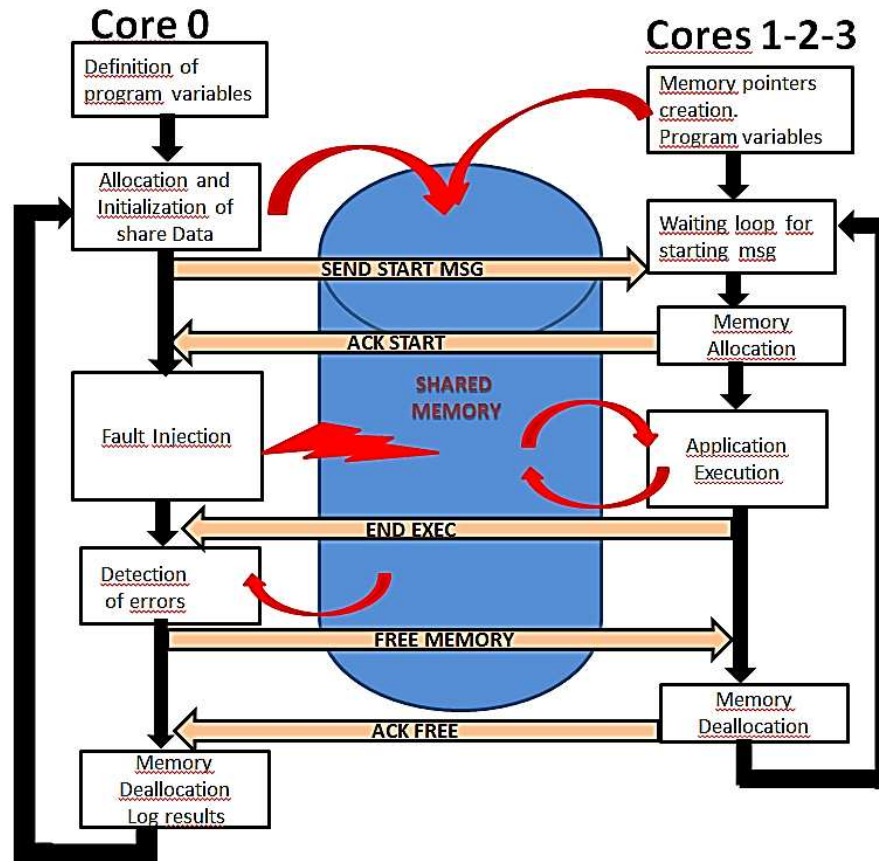 Core 0
Cores 1-2-3
Definition of
program variables
Memory pointers
creation.
Program variables
Allocation and
Initialization of
share Data
Waiting loop for
starting msg
SEND START MSG
Memory
Allocation
ACK START
SHARED
MEMORY
Fault Injection
Application
Execution
END EXEC
Detection
of errors
FREE MEMORY
Memory
Deallocation
ACK FREE
Memory
Deallocation
Log results